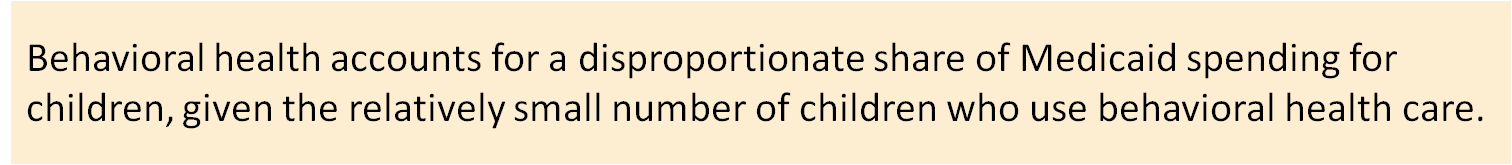 Behavioral health accounts for a disproportionate share of Medicaid spending for
children, given the relatively small number of children who use behavioral health care.